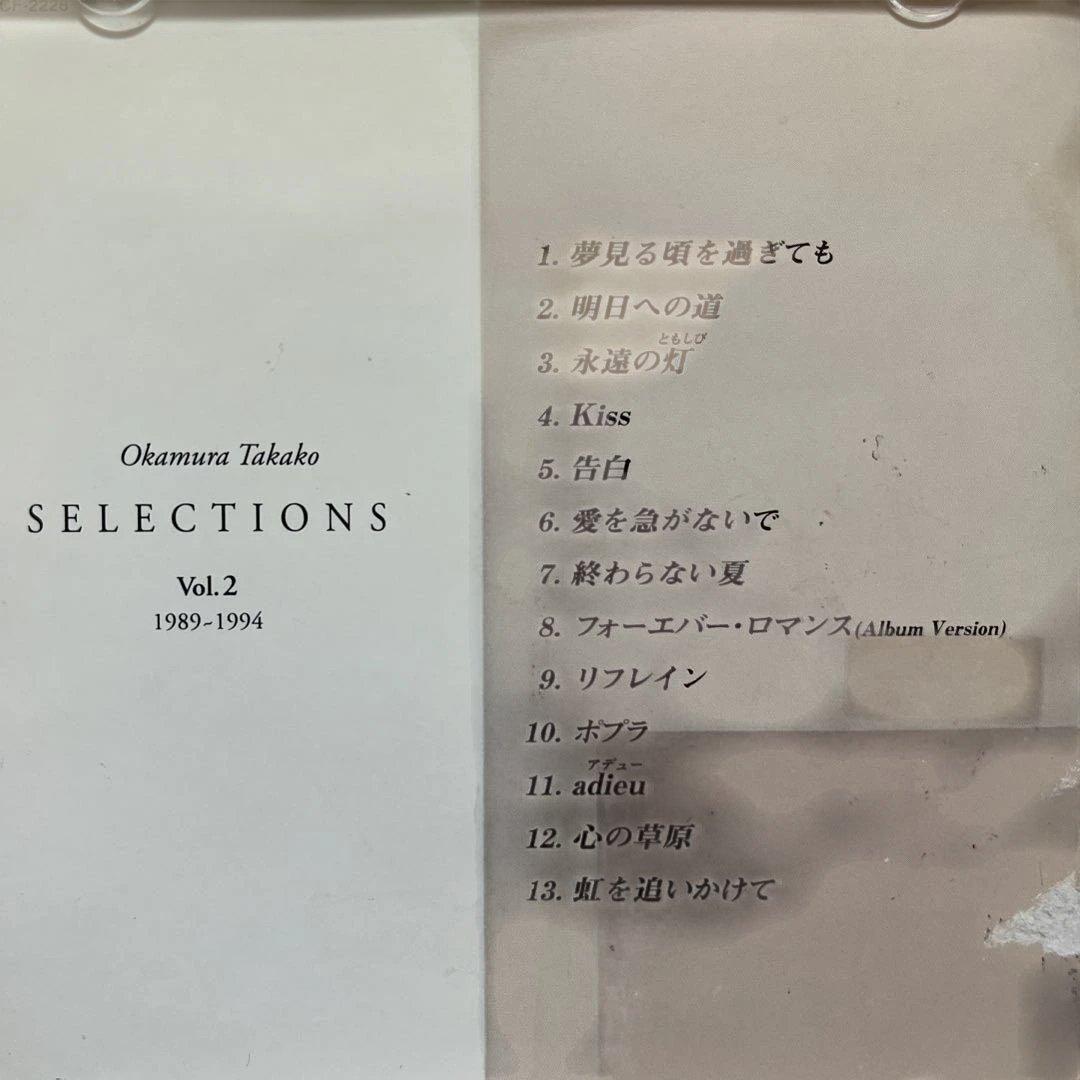 CF-2228
Okamura Takako
SELECTIONS
Vol.2
1989~1994
1. 夢見る頃を過ぎても
2. 明日への道
ともしび
3. 永遠の灯
4. Kiss
5. 告白
6. 愛を急がないで
7. 終わらない夏
8. フォーエバー・ロマンス(Album Version)
9. リフレイン
10. ポプラ
アデュー
11. adieu
12. 心の草原
13. 虹を追いかけて